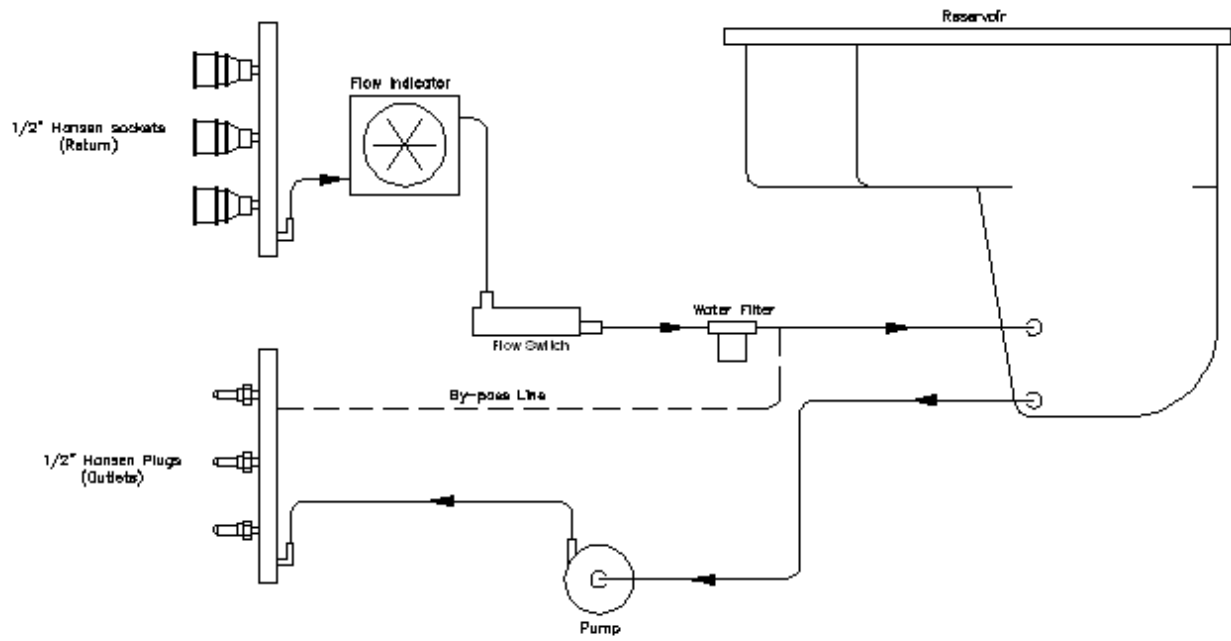 Reservoir
Flow Indicator
1/2" Hansen sockets
(Return)
Water Filter
Flow Switch
By-pass Line
1/2" Hansen Plugs
(Outlets)
Pump